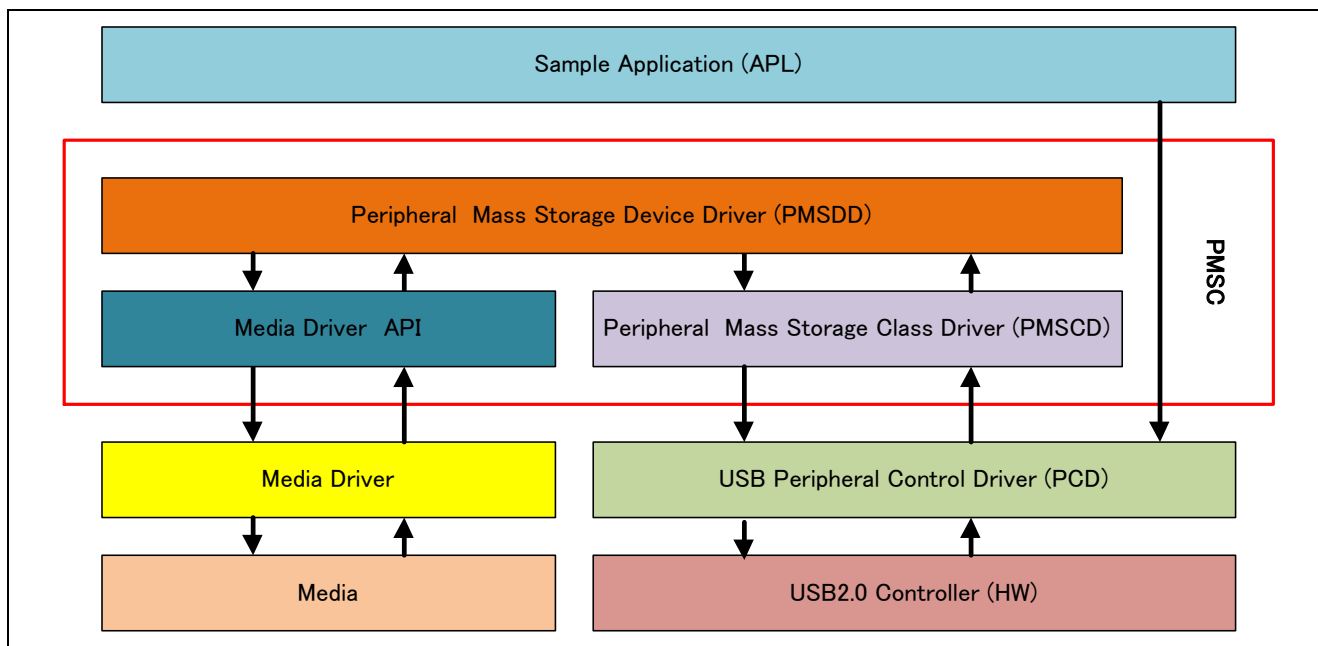 Sample Application (APL)
Peripheral Mass Storage Device Driver (PMSDD)
PMSC
Media Driver API
Peripheral Mass Storage Class Driver (PMSCD)
Media Driver
USB Peripheral Control Driver (PCD)
Media
USB2.0 Controller (HW)